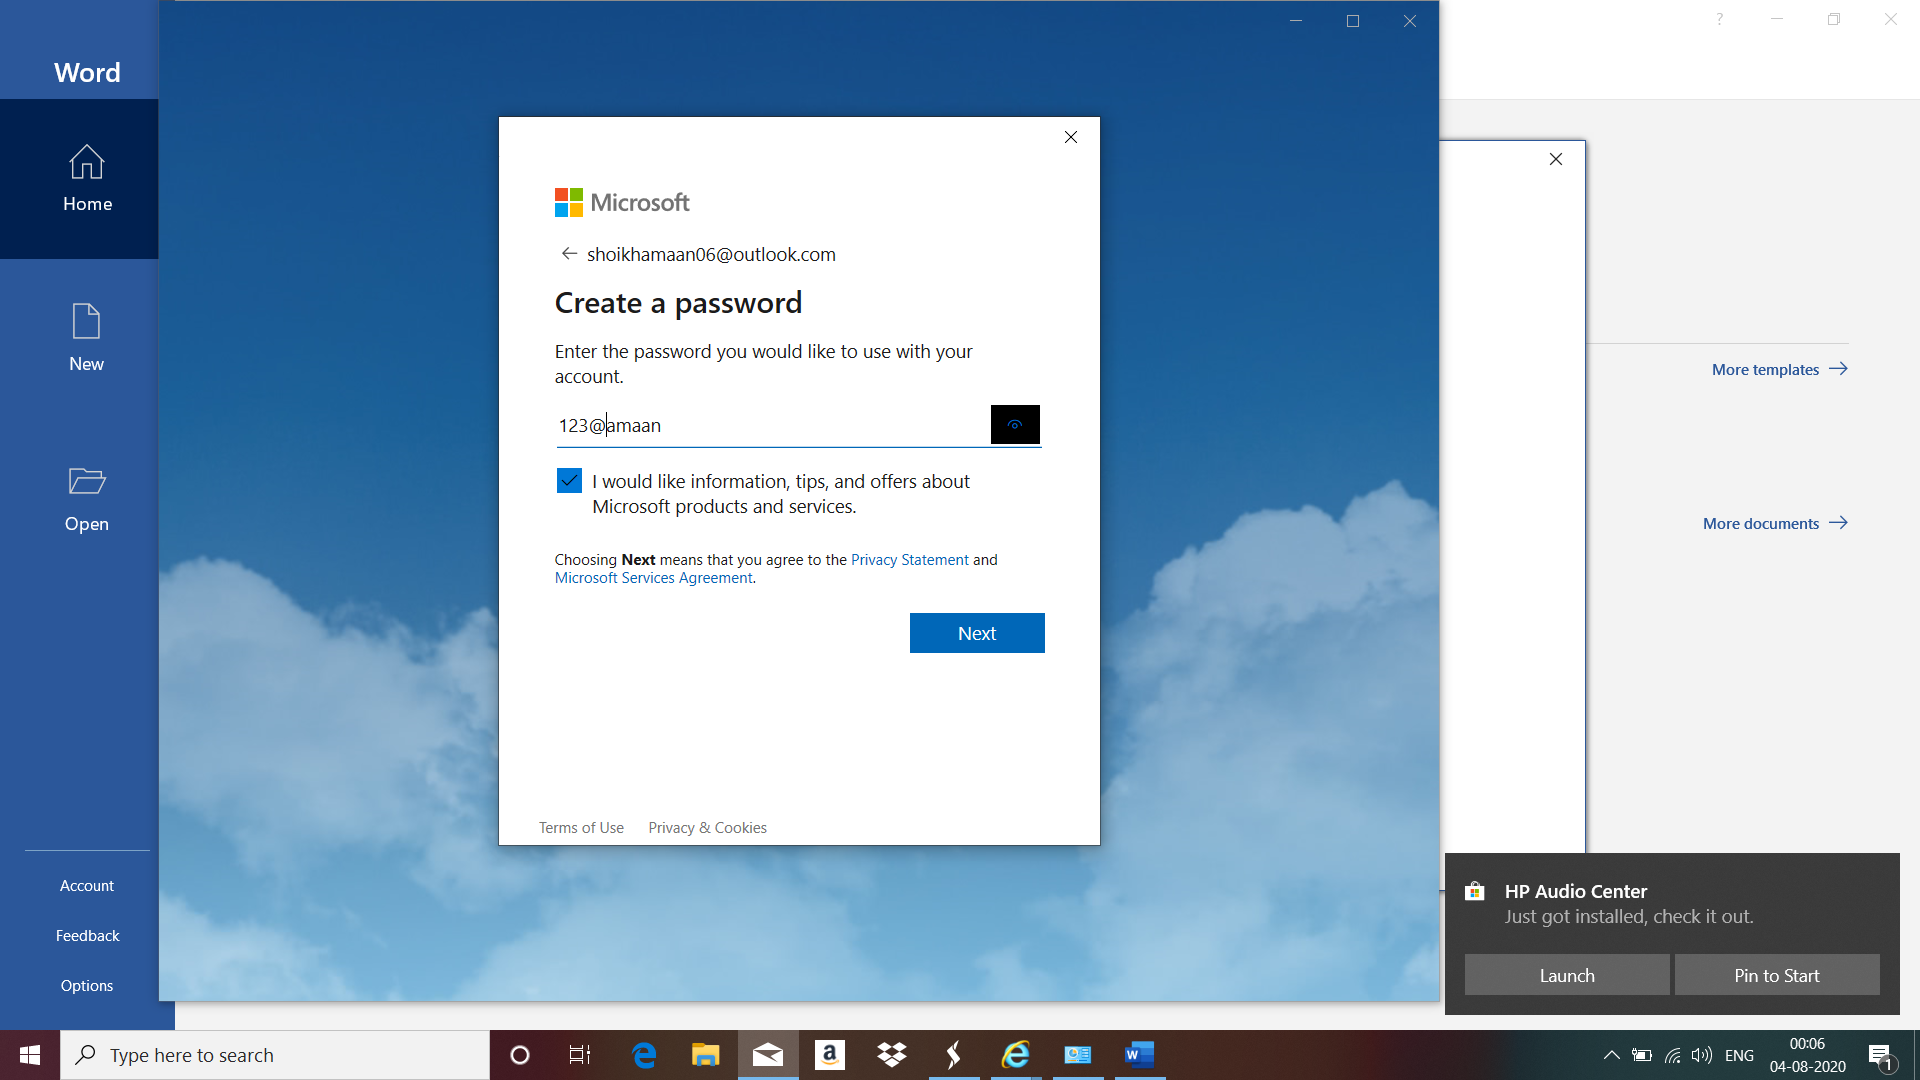 Word
Home
New
Open
Account
Feedback
Options
?
Microsoft
shoikhamaan06@outlook.com
Create a password
Enter the password you would like to use with your
account.
123@amaan
I would like information, tips, and offers about
Microsoft products and services.
Choosing Next means that you agree to the Privacy Statement and
Microsoft Services Agreement.
Next
Terms of Use Privacy & Cookies
More templates
More documents
HP Audio Center
Just got installed, check it out.
Launch Pin to Start
Type here to search
a
W
ENG
00:06
04-08-2020
1